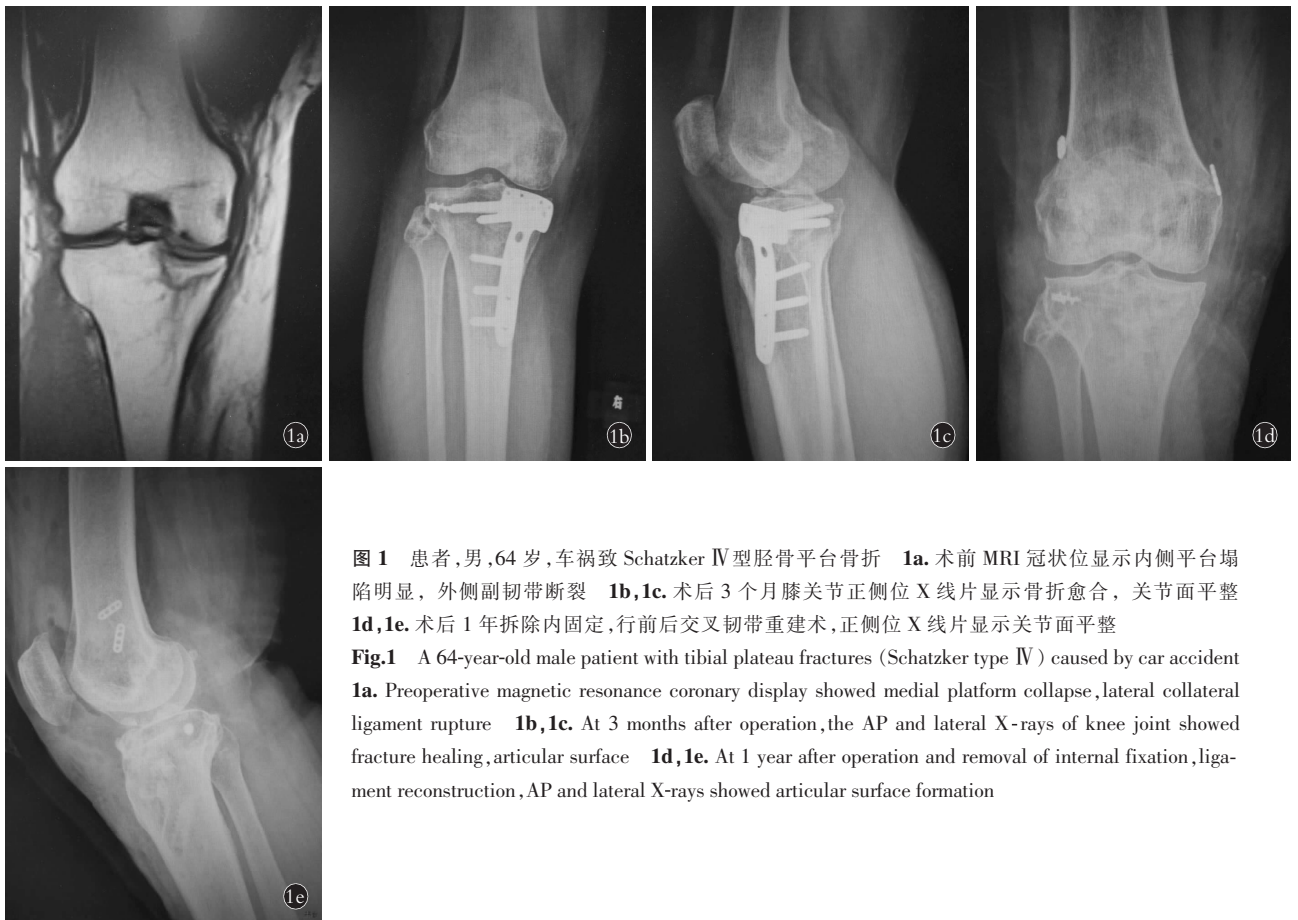 1a
右
1b
1c
1d
1e
图 1 患者,男,64 岁,车祸致 Schatzker Ⅳ型胫骨平台骨折 1a. 术前 MRI 冠状位显示内侧平台塌
陷明显, 外侧副韧带断裂 1b,1c. 术后 3 个月膝关节正侧位 X 线片显示骨折愈合, 关节面平整
1d,1e. 术后 1 年拆除内固定,行前后交叉韧带重建术,正侧位 X 线片显示关节面平整
Fig.1 A 64-year-old male patient with tibial plateau fractures (Schatzker type Ⅳ) caused by car accident
1a. Preoperative magnetic resonance coronary display showed medial platform collapse,lateral collateral
ligament rupture 1b,1c. At 3 months after operation,the AP and lateral X-rays of knee joint showed
fracture healing,articular surface 1d,1e. At 1 year after operation and removal of internal fixation,liga-
ment reconstruction,AP and lateral X-rays showed articular surface formation